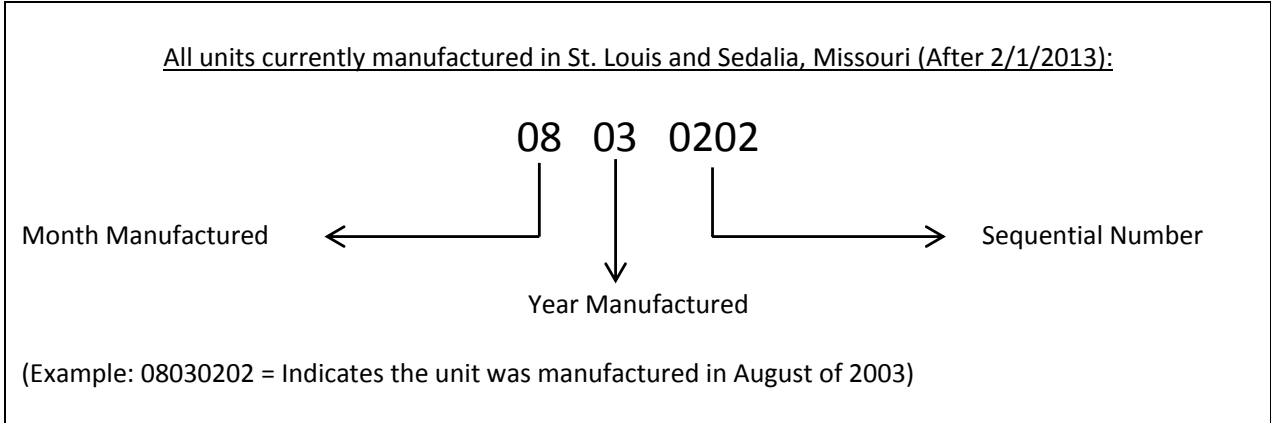 All units currently manufactured in St. Louis and Sedalia, Missouri (After 2/1/2013):
08 03 0202
Month Manufactured
Sequential Number
Year Manufactured
(Example: 08030202 = Indicates the unit was manufactured in August of 2003)